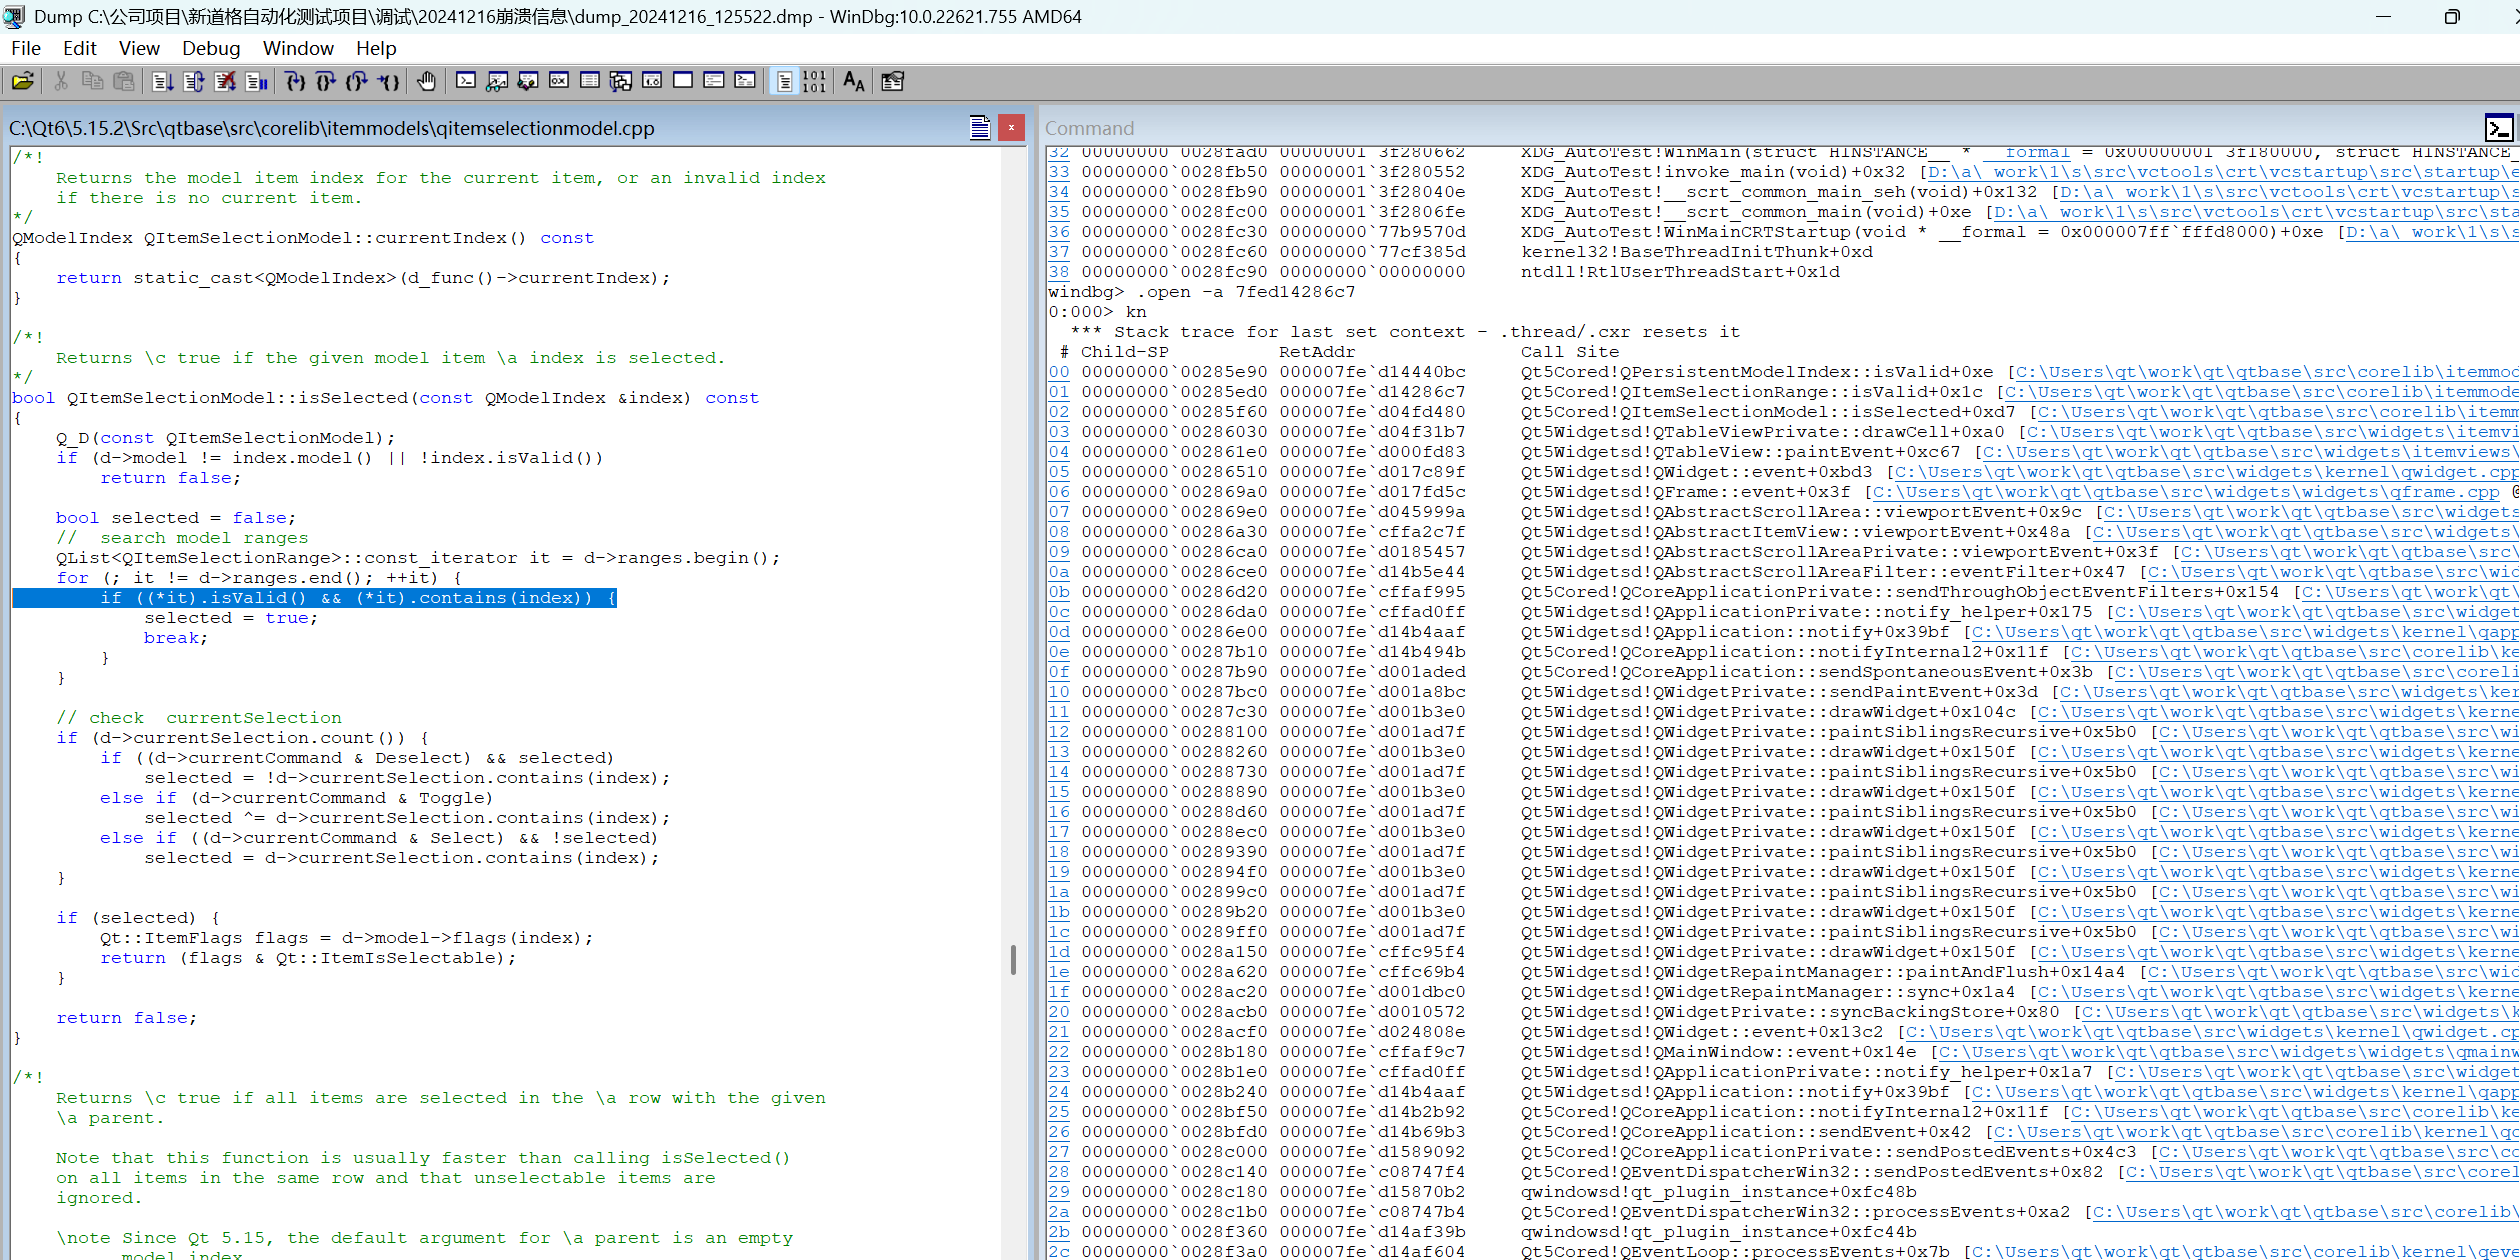 Dump C:\公司项目\新道格自动化测试项目\调试\20241216崩溃信息\dump_20241216_125522.dmp - WinDbg:10.0.22621.755 AMD64
File Edit View Debug Window Help
C:\Qt6\5.15.2\Src\qtbase\src\corelib\itemmodels\qitemselectionmodel.cpp
/*!
    Returns the model item index for the current item, or an invalid index
    if there is no current item.
*/
QModelIndex QItemSelectionModel::currentIndex() const
{
    return static_cast<QModelIndex>(d_func()->currentIndex);
}
/*!
    Returns \c true if the given model item \a index is selected.
*/
bool QItemSelectionModel::isSelected(const QModelIndex &index) const
{
    Q_D(const QItemSelectionModel);
    if (d->model != index.model() || !index.isValid())
        return false;
    bool selected = false;
    //  search model ranges
    QList<QItemSelectionRange>::const_iterator it = d->ranges.begin();
    for (; it != d->ranges.end(); ++it) {
        if ((*it).isValid() && (*it).contains(index)) {
            selected = true;
            break;
        }
    }
    // check  currentSelection
    if (d->currentSelection.count()) {
        if ((d->currentCommand & Deselect) && selected)
            selected = !d->currentSelection.contains(index);
        else if (d->currentCommand & Toggle)
            selected ^= d->currentSelection.contains(index);
        else if ((d->currentCommand & Select) && !selected)
            selected = d->currentSelection.contains(index);
    }
    if (selected) {
        Qt::ItemFlags flags = d->model->flags(index);
        return (flags & Qt::ItemIsSelectable);
    }
    return false;
}
/*!
    Returns \c true if all items are selected in the \a row with the given
    \a parent.
    Note that this function is usually faster than calling isSelected()
    on all items in the same row and that unselectable items are
    ignored.
    \note Since Qt 5.15, the default argument for \a parent is an empty
          model index.
Command
32 00000000`0028fad0 00000001`3f280662 XDG_AutoTest!WinMain(struct HINSTANCE__ * __formal = 0x00000001`3f180000, struct HINSTANCE_
33 00000000`0028fb50 00000001`3f280552 XDG_AutoTest!invoke_main(void)+0x32 [D:\a\_work\1\s\src\vctools\crt\vcstartup\src\startup\e
34 00000000`0028fb90 00000001`3f28040e XDG_AutoTest!__scrt_common_main_seh(void)+0x132 [D:\a\_work\1\s\src\vctools\crt\vcstartup\s
35 00000000`0028fc00 00000001`3f2806fe XDG_AutoTest!__scrt_common_main(void)+0xe [D:\a\_work\1\s\src\vctools\crt\vcstartup\src\sta
36 00000000`0028fc30 00000000`77b9570d XDG_AutoTest!WinMainCRTStartup(void * __formal = 0x000007ff`fffd8000)+0xe [D:\a\_work\1\s\s
37 00000000`0028fc60 00000000`77cf385d kernel32!BaseThreadInitThunk+0xd
38 00000000`0028fc90 00000000`00000000 ntdll!RtlUserThreadStart+0x1d
windbg> .open -a 7fed14286c7
0:000> kn
  *** Stack trace for last set context - .thread/.cxr resets it
 # Child-SP          RetAddr               Call Site
00 00000000`00285e90 000007fe`d14440bc Qt5Cored!QPersistentModelIndex::isValid+0xe [C:\Users\qt\work\qt\qtbase\src\corelib\itemmod
01 00000000`00285ed0 000007fe`d14286c7 Qt5Cored!QItemSelectionRange::isValid+0x1c [C:\Users\qt\work\qt\qtbase\src\corelib\itemmode
02 00000000`00285f60 000007fe`d04fd480 Qt5Cored!QItemSelectionModel::isSelected+0xd7 [C:\Users\qt\work\qt\qtbase\src\corelib\itemm
03 00000000`00286030 000007fe`d04f31b7 Qt5Widgetsd!QTableViewPrivate::drawCell+0xa0 [C:\Users\qt\work\qt\qtbase\src\widgets\itemvi
04 00000000`002861e0 000007fe`d000fd83 Qt5Widgetsd!QTableView::paintEvent+0xc67 [C:\Users\qt\work\qt\qtbase\src\widgets\itemviews\
05 00000000`00286510 000007fe`d017c89f Qt5Widgetsd!QWidget::event+0xbd3 [C:\Users\qt\work\qt\qtbase\src\widgets\kernel\qwidget.cpp
06 00000000`002869a0 000007fe`d017fd5c Qt5Widgetsd!QFrame::event+0x3f [C:\Users\qt\work\qt\qtbase\src\widgets\widgets\qframe.cpp @
07 00000000`002869e0 000007fe`d045999a Qt5Widgetsd!QAbstractScrollArea::viewportEvent+0x9c [C:\Users\qt\work\qt\qtbase\src\widgets
08 00000000`00286a30 000007fe`cffa2c7f Qt5Widgetsd!QAbstractItemView::viewportEvent+0x48a [C:\Users\qt\work\qt\qtbase\src\widgets\
09 00000000`00286ca0 000007fe`d0185457 Qt5Widgetsd!QAbstractScrollAreaPrivate::viewportEvent+0x3f [C:\Users\qt\work\qt\qtbase\src\
0a 00000000`00286ce0 000007fe`d14b5e44 Qt5Widgetsd!QAbstractScrollAreaFilter::eventFilter+0x47 [C:\Users\qt\work\qt\qtbase\src\wid
0b 00000000`00286d20 000007fe`cffaf995 Qt5Cored!QCoreApplicationPrivate::sendThroughObjectEventFilters+0x154 [C:\Users\qt\work\qt\
0c 00000000`00286da0 000007fe`cffad0ff Qt5Widgetsd!QApplicationPrivate::notify_helper+0x175 [C:\Users\qt\work\qt\qtbase\src\widget
0d 00000000`00286e00 000007fe`d14b4aaf Qt5Widgetsd!QApplication::notify+0x39bf [C:\Users\qt\work\qt\qtbase\src\widgets\kernel\qapp
0e 00000000`00287b10 000007fe`d14b494b Qt5Cored!QCoreApplication::notifyInternal2+0x11f [C:\Users\qt\work\qt\qtbase\src\corelib\ke
0f 00000000`00287b90 000007fe`d001aded Qt5Cored!QCoreApplication::sendSpontaneousEvent+0x3b [C:\Users\qt\work\qt\qtbase\src\coreli
10 00000000`00287bc0 000007fe`d001a8bc Qt5Widgetsd!QWidgetPrivate::sendPaintEvent+0x3d [C:\Users\qt\work\qt\qtbase\src\widgets\ker
11 00000000`00287c30 000007fe`d001b3e0 Qt5Widgetsd!QWidgetPrivate::drawWidget+0x104c [C:\Users\qt\work\qt\qtbase\src\widgets\kerne
12 00000000`00288100 000007fe`d001ad7f Qt5Widgetsd!QWidgetPrivate::paintSiblingsRecursive+0x5b0 [C:\Users\qt\work\qt\qtbase\src\wi
13 00000000`00288260 000007fe`d001b3e0 Qt5Widgetsd!QWidgetPrivate::drawWidget+0x150f [C:\Users\qt\work\qt\qtbase\src\widgets\kerne
14 00000000`00288730 000007fe`d001ad7f Qt5Widgetsd!QWidgetPrivate::paintSiblingsRecursive+0x5b0 [C:\Users\qt\work\qt\qtbase\src\wi
15 00000000`00288890 000007fe`d001b3e0 Qt5Widgetsd!QWidgetPrivate::drawWidget+0x150f [C:\Users\qt\work\qt\qtbase\src\widgets\kerne
16 00000000`00288d60 000007fe`d001ad7f Qt5Widgetsd!QWidgetPrivate::paintSiblingsRecursive+0x5b0 [C:\Users\qt\work\qt\qtbase\src\wi
17 00000000`00288ec0 000007fe`d001b3e0 Qt5Widgetsd!QWidgetPrivate::drawWidget+0x150f [C:\Users\qt\work\qt\qtbase\src\widgets\kerne
18 00000000`00289390 000007fe`d001ad7f Qt5Widgetsd!QWidgetPrivate::paintSiblingsRecursive+0x5b0 [C:\Users\qt\work\qt\qtbase\src\wi
19 00000000`002894f0 000007fe`d001b3e0 Qt5Widgetsd!QWidgetPrivate::drawWidget+0x150f [C:\Users\qt\work\qt\qtbase\src\widgets\kerne
1a 00000000`002899c0 000007fe`d001ad7f Qt5Widgetsd!QWidgetPrivate::paintSiblingsRecursive+0x5b0 [C:\Users\qt\work\qt\qtbase\src\wi
1b 00000000`00289b20 000007fe`d001b3e0 Qt5Widgetsd!QWidgetPrivate::drawWidget+0x150f [C:\Users\qt\work\qt\qtbase\src\widgets\kerne
1c 00000000`00289ff0 000007fe`d001ad7f Qt5Widgetsd!QWidgetPrivate::paintSiblingsRecursive+0x5b0 [C:\Users\qt\work\qt\qtbase\src\wi
1d 00000000`0028a150 000007fe`cffc95f4 Qt5Widgetsd!QWidgetPrivate::drawWidget+0x150f [C:\Users\qt\work\qt\qtbase\src\widgets\kerne
1e 00000000`0028a620 000007fe`cffc69b4 Qt5Widgetsd!QWidgetRepaintManager::paintAndFlush+0x14a4 [C:\Users\qt\work\qt\qtbase\src\wid
1f 00000000`0028ac20 000007fe`d001dbc0 Qt5Widgetsd!QWidgetRepaintManager::sync+0x1a4 [C:\Users\qt\work\qt\qtbase\src\widgets\kerne
20 00000000`0028acb0 000007fe`d0010572 Qt5Widgetsd!QWidgetPrivate::syncBackingStore+0x80 [C:\Users\qt\work\qt\qtbase\src\widgets\k
21 00000000`0028acf0 000007fe`d024808e Qt5Widgetsd!QWidget::event+0x13c2 [C:\Users\qt\work\qt\qtbase\src\widgets\kernel\qwidget.cp
22 00000000`0028b180 000007fe`cffaf9c7 Qt5Widgetsd!QMainWindow::event+0x14e [C:\Users\qt\work\qt\qtbase\src\widgets\widgets\qmainw
23 00000000`0028b1e0 000007fe`cffad0ff Qt5Widgetsd!QApplicationPrivate::notify_helper+0x1a7 [C:\Users\qt\work\qt\qtbase\src\widget
24 00000000`0028b240 000007fe`d14b4aaf Qt5Widgetsd!QApplication::notify+0x39bf [C:\Users\qt\work\qt\qtbase\src\widgets\kernel\qapp
25 00000000`0028bf50 000007fe`d14b2b92 Qt5Cored!QCoreApplication::notifyInternal2+0x11f [C:\Users\qt\work\qt\qtbase\src\corelib\ke
26 00000000`0028bfd0 000007fe`d14b69b3 Qt5Cored!QCoreApplication::sendEvent+0x42 [C:\Users\qt\work\qt\qtbase\src\corelib\kernel\qc
27 00000000`0028c000 000007fe`d1589092 Qt5Cored!QCoreApplicationPrivate::sendPostedEvents+0x4c3 [C:\Users\qt\work\qt\qtbase\src\co
28 00000000`0028c140 000007fe`c08747f4 Qt5Cored!QEventDispatcherWin32::sendPostedEvents+0x82 [C:\Users\qt\work\qt\qtbase\src\corel
29 00000000`0028c180 000007fe`d15870b2 qwindowsd!qt_plugin_instance+0xfc48b
2a 00000000`0028c1b0 000007fe`c08747b4 Qt5Cored!QEventDispatcherWin32::processEvents+0xa2 [C:\Users\qt\work\qt\qtbase\src\corelib\
2b 00000000`0028f360 000007fe`d14af39b qwindowsd!qt_plugin_instance+0xfc44b
2c 00000000`0028f3a0 000007fe`d14af604 Qt5Cored!QEventLoop::processEvents+0x7b [C:\Users\qt\work\qt\qtbase\src\corelib\kernel\qeve